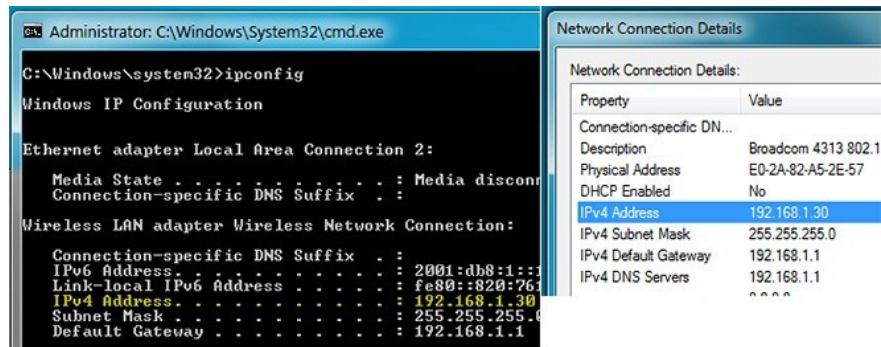 Administrator: C:\Windows\System32\cmd.exe
C:\Windows\system32>ipconfig
Windows IP Configuration
Ethernet adapter Local Area Connection 2:
Media State . . . . . . . . . . . : Media disconn
Connection-specific DNS Suffix  . :
Wireless LAN adapter Wireless Network Connection:
Connection-specific DNS Suffix  . :
IPv6 Address. . . . . . . . . . . : 2001:db8:1::1
Link-local IPv6 Address . . . . . : fe80::820:761
IPv4 Address. . . . . . . . . . . : 192.168.1.30
Subnet Mask . . . . . . . . . . . : 255.255.255.0
Default Gateway . . . . . . . . . : 192.168.1.1
Network Connection Details
Network Connection Details:
Property Value
Connection-specific DN...
Description Broadcom 4313 802.1
Physical Address E0-2A-82-A5-2E-57
DHCP Enabled No
IPv4 Address 192.168.1.30
IPv4 Subnet Mask 255.255.255.0
IPv4 Default Gateway 192.168.1.1
IPv4 DNS Servers 192.168.1.1